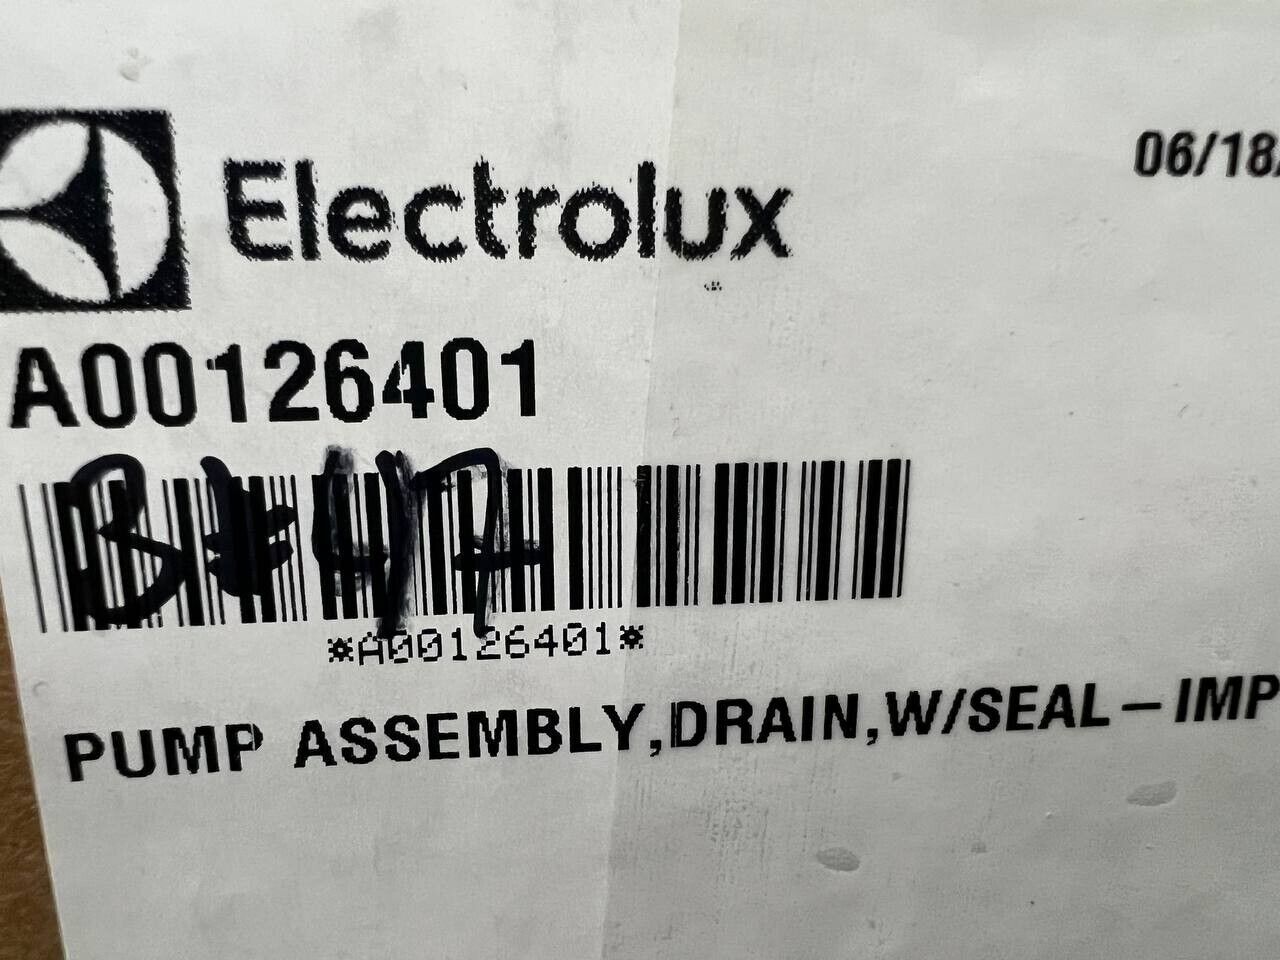 Electrolux
06/18
A00126401
*A00126401*
PUMP ASSEMBLY,DRAIN,W/SEAL-IMP